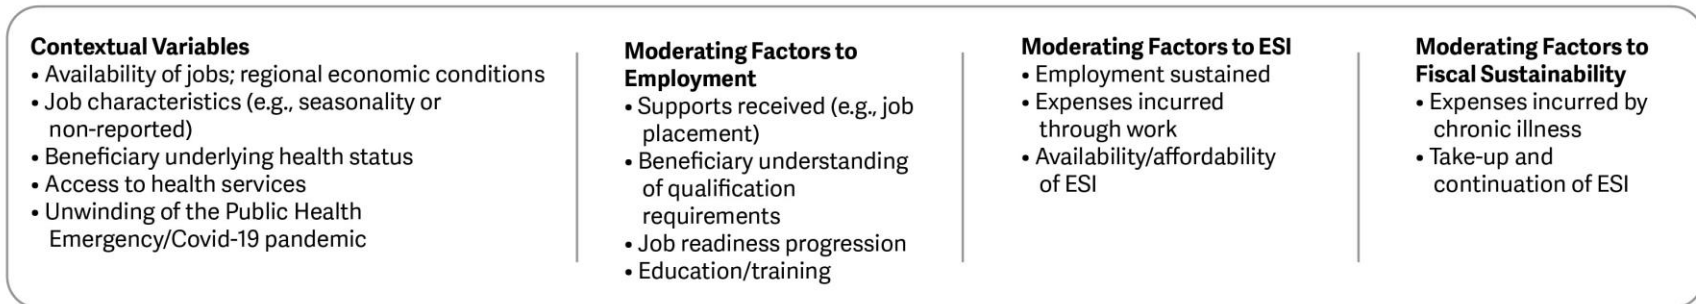 Contextual Variables
• Availability of jobs; regional economic conditions
• Job characteristics (e.g., seasonality or
non-reported)
• Beneficiary underlying health status
• Access to health services
• Unwinding of the Public Health
Emergency/Covid-19 pandemic
Moderating Factors to
Employment
• Supports received (e.g., job
placement)
• Beneficiary understanding
of qualification
requirements
• Job readiness progression
• Education/training
Moderating Factors to ESI
• Employment sustained
• Expenses incurred
through work
• Availability/affordability
of ESI
Moderating Factors to
Fiscal Sustainability
• Expenses incurred by
chronic illness
• Take-up and
continuation of ESI